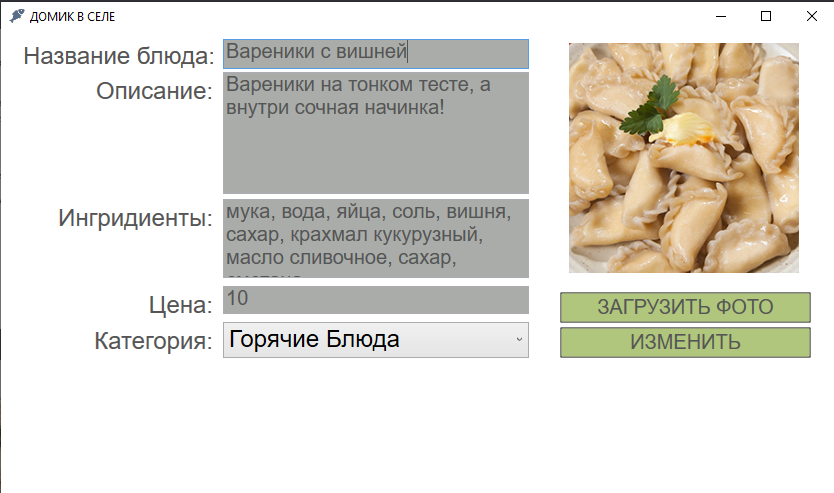 ДОМИК В СЕЛЕ
Название блюда:
Вареники с вишней
Описание:
Вареники на тонком тесте, а
внутри сочная начинка!
Ингридиенты:
мука, вода, яйца, соль, вишня,
сахар, крахмал кукурузный,
масло сливочное, сахар,
Цена:
10
ЗАГРУЗИТЬ ФОТО
Категория:
Горячие Блюда
ИЗМЕНИТЬ